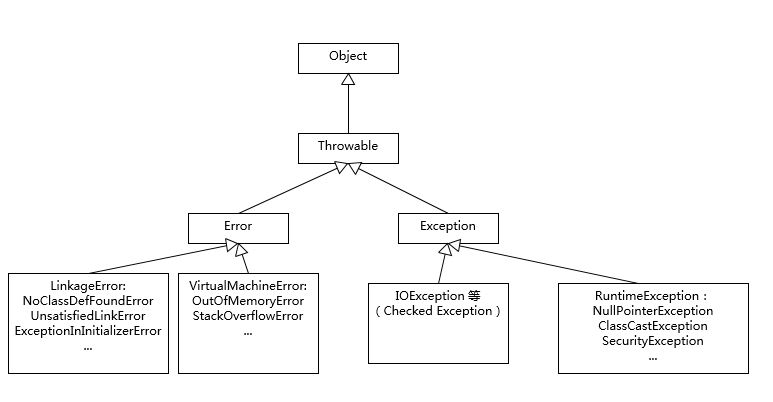 Object
Throwable
Error
Exception
LinkageError:
NoClassDefFoundError
UnsatisfiedLinkError
ExceptionInInitializerError
...
VirtualMachineError:
OutOfMemoryError
StackOverflowError
...
IOException 等
（Checked Exception）
RuntimeException：
NullPointerException
ClassCastException
SecurityException
...